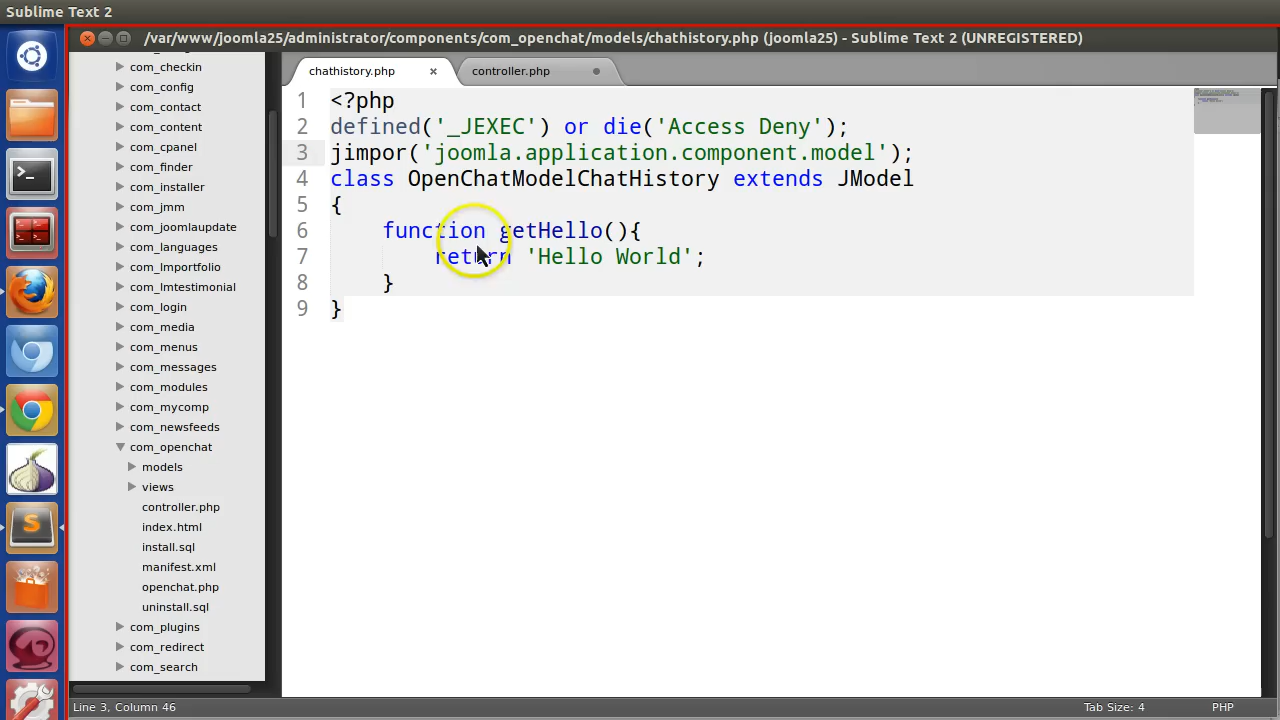 Sublime Text 2
/var/www/joomla25/administrator/components/com_openchat/models/chathistory.php (joomla25) - Sublime Text 2 (UNREGISTERED)
com_checkin
com_config
com_contact
com_content
com_cpanel
com_finder
com_installer
com_jmm
com_joomlaupdate
com_languages
com_lmportfolio
com_lmtestimonial
com_login
com_media
com_menus
com_messages
com_modules
com_mycomp
com_newsfeeds
com_openchat
models
views
controller.php
index.html
install.sql
manifest.xml
openchat.php
uninstall.sql
com_plugins
com_redirect
com_search
chathistory.php × controller.php
1 <?php
2 defined('_JEXEC') or die('Access Deny');
3 jimpor('joomla.application.component.model');
4 class OpenChatModelChatHistory extends JModel
5 {
6 function getHello(){
7 return 'Hello World';
8 }
9 }
Line 3, Column 46 Tab Size: 4 PHP